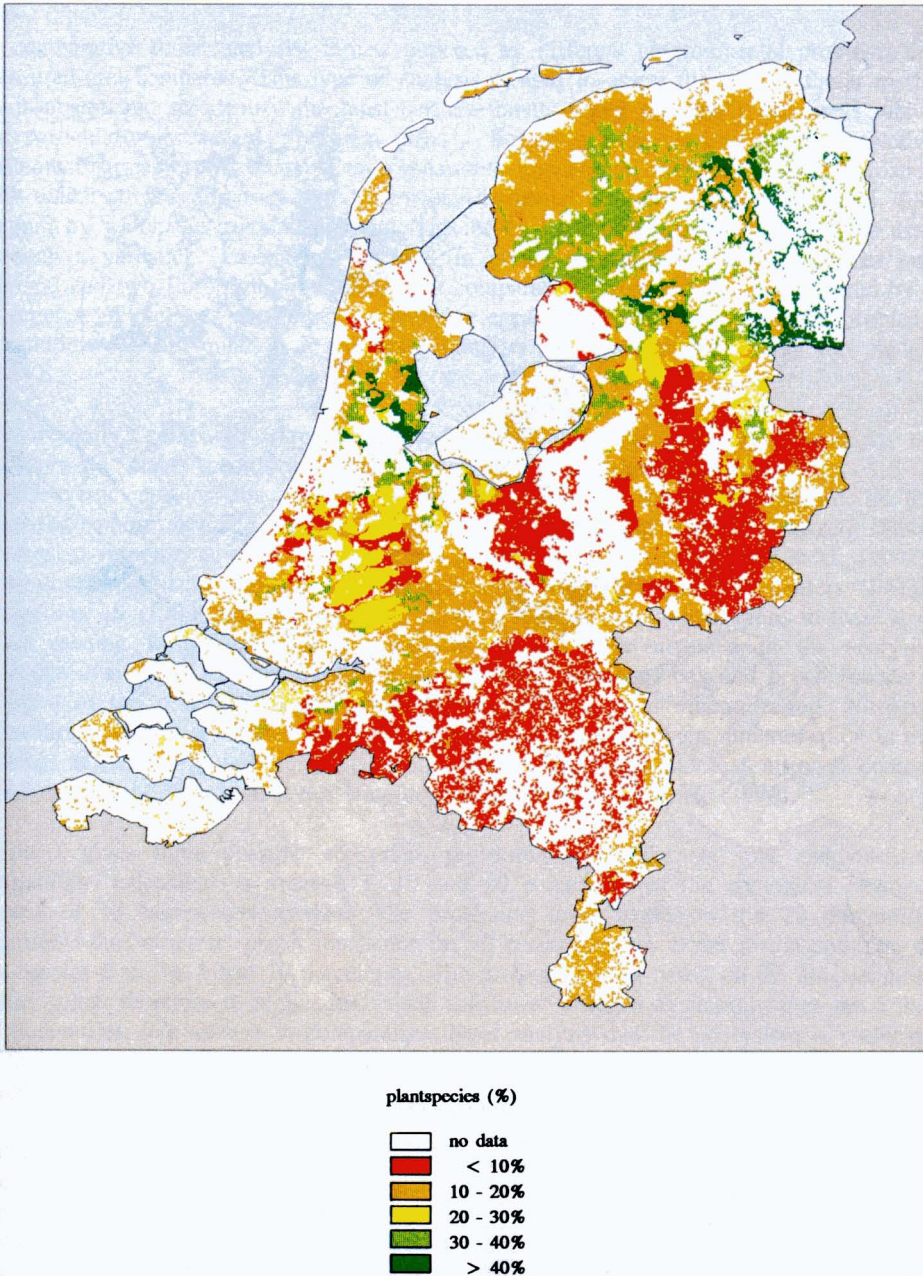 plantspecies (%)
no data
< 10%
10 - 20%
20 - 30%
30 - 40%
> 40%